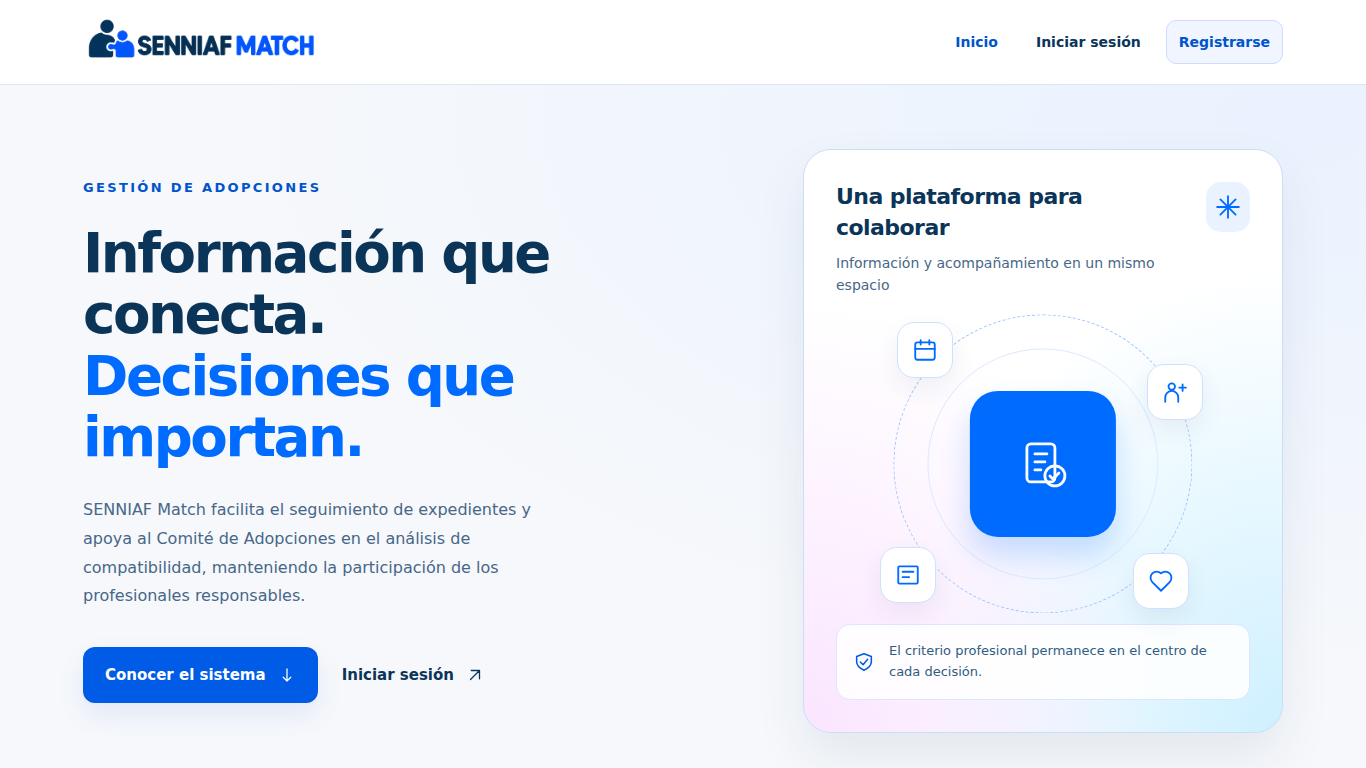 SENNIAF MATCH
Inicio
Iniciar sesión
Registrarse
GESTIÓN DE ADOPCIONES
Información que
conecta.
Decisiones que
importan.
SENNIAF Match facilita el seguimiento de expedientes y
apoya al Comité de Adopciones en el análisis de
compatibilidad, manteniendo la participación de los
profesionales responsables.
Conocer el sistema
Iniciar sesión
Una plataforma para
colaborar
Información y acompañamiento en un mismo
espacio
El criterio profesional permanece en el centro de
cada decisión.